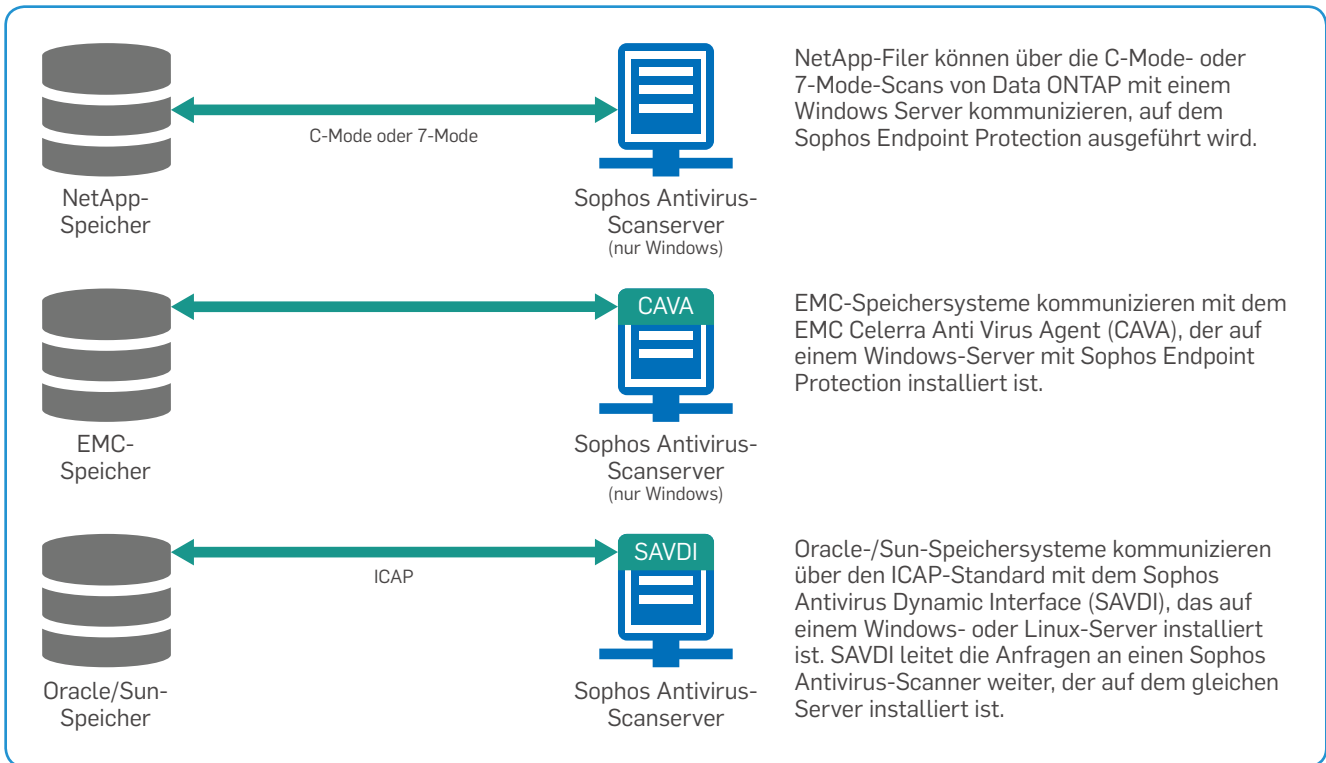 C-Mode oder 7-Mode
NetApp-
Speicher
Sophos Antivirus-
Scanserver
(nur Windows)
NetApp-Filer können über die C-Mode- oder
7-Mode-Scans von Data ONTAP mit einem
Windows Server kommunizieren, auf dem
Sophos Endpoint Protection ausgeführt wird.
CAVA
EMC-
Speicher
Sophos Antivirus-
Scanserver
(nur Windows)
EMC-Speichersysteme kommunizieren mit dem
EMC Celerra Anti Virus Agent (CAVA), der auf
einem Windows-Server mit Sophos Endpoint
Protection installiert ist.
SAVDI
ICAP
Oracle/Sun-
Speicher
Sophos Antivirus-
Scanserver
Oracle-/Sun-Speichersysteme kommunizieren
über den ICAP-Standard mit dem Sophos
Antivirus Dynamic Interface (SAVDI), das auf
einem Windows- oder Linux-Server installiert
ist. SAVDI leitet die Anfragen an einen Sophos
Antivirus-Scanner weiter, der auf dem gleichen
Server installiert ist.